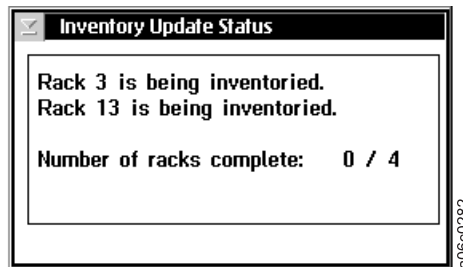 Inventory Update Status
Rack 3 is being inventoried.
Rack 13 is being inventoried.
Number of racks complete: 0 / 4
a06c0282